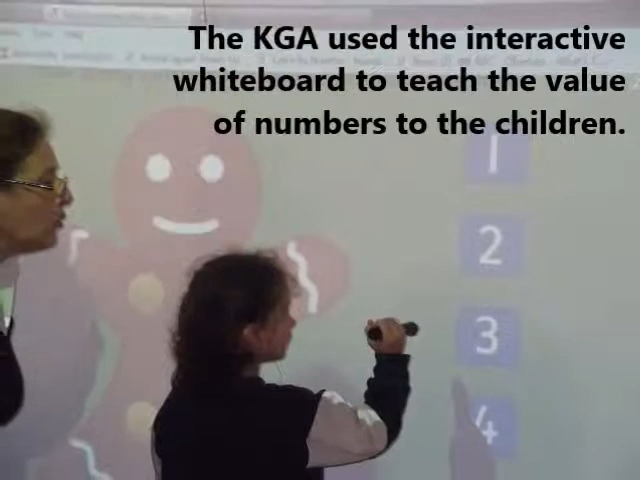 The KGA used the interactive
whiteboard to teach the value
of numbers to the children.
1
2
3
4